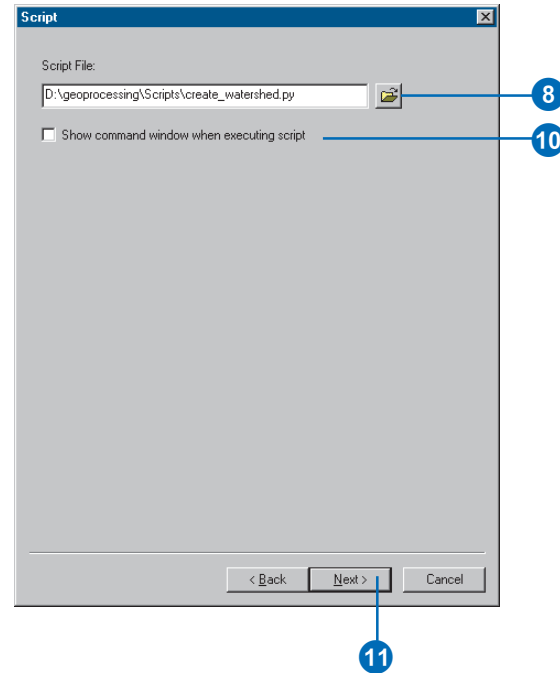 Script
Script File:
D:\geoprocessing\Scripts\create_watershed.py
8
Show command window when executing script
10
< Back
Next >
Cancel
11